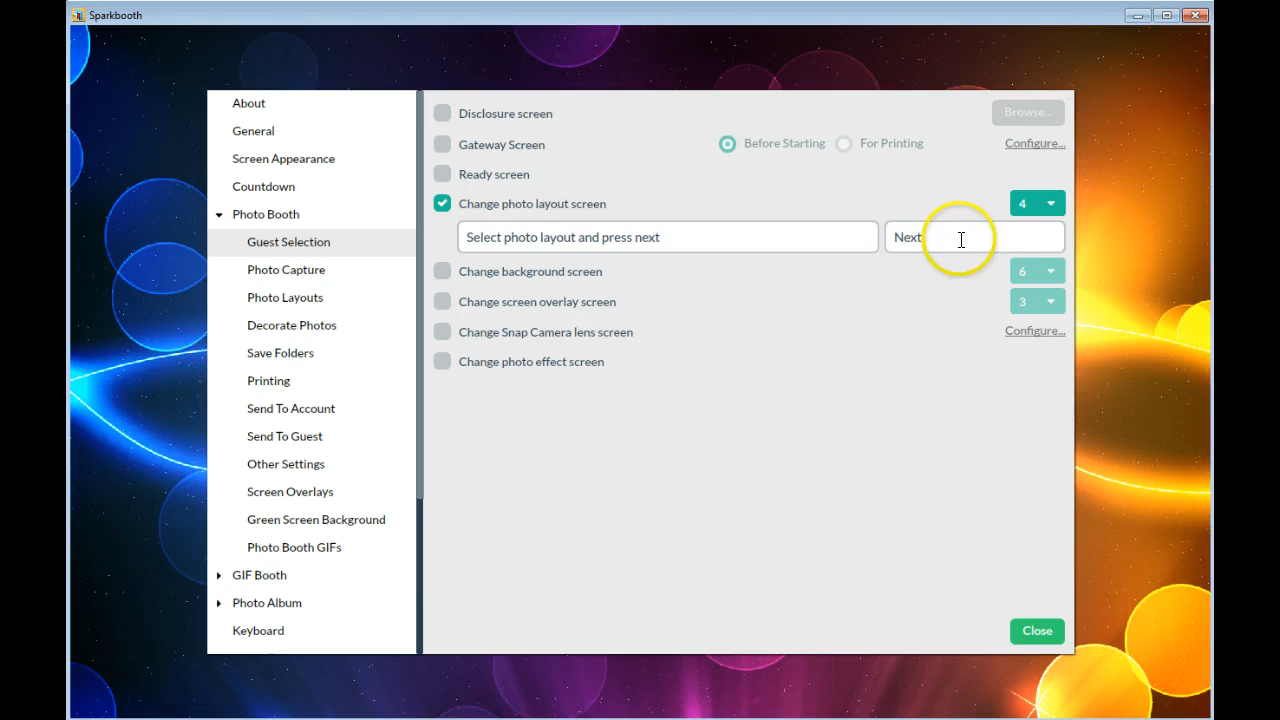 Sparkbooth
About
General
Screen Appearance
Countdown
Photo Booth
Guest Selection
Photo Capture
Photo Layouts
Decorate Photos
Save Folders
Printing
Send To Account
Send To Guest
Other Settings
Screen Overlays
Green Screen Background
Photo Booth GIFs
GIF Booth
Photo Album
Keyboard
Disclosure screen Browse...
Gateway Screen Before Starting For Printing Configure...
Ready screen
Change photo layout screen 4
Select photo layout and press next Next
Change background screen 6
Change screen overlay screen 3
Change Snap Camera lens screen Configure...
Change photo effect screen
Close